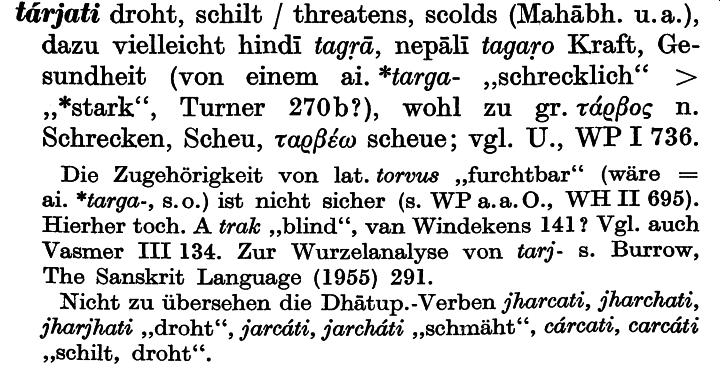 tárjati droht, schilt / threatens, scolds (Mahābh. u. a.),
dazu vielleicht hindī tagṛā, nepālī tagaṛo Kraft, Ge-
sundheit (von einem ai. *targa- „schrecklich“ >
„*stark“, Turner 270b?), wohl zu gr. τάρβος n.
Schrecken, Scheu, ταρβέω scheue; vgl. U., WP I 736.
Die Zugehörigkeit von lat. torvus „furchtbar“ (wäre =
ai. *targa-, s. o.) ist nicht sicher (s. WP a. a. O., WH II 695).
Hierher toch. A trak „blind“, van Windekens 141? Vgl. auch
Vasmer III 134. Zur Wurzelanalyse von tarj- s. Burrow,
The Sanskrit Language (1955) 291.
Nicht zu übersehen die Dhātup.-Verben jharcati, jharchati,
jharjhati „droht“, jarcáti, jarcháti „schmäht“, cárcati, carcáti
„schilt, droht“.